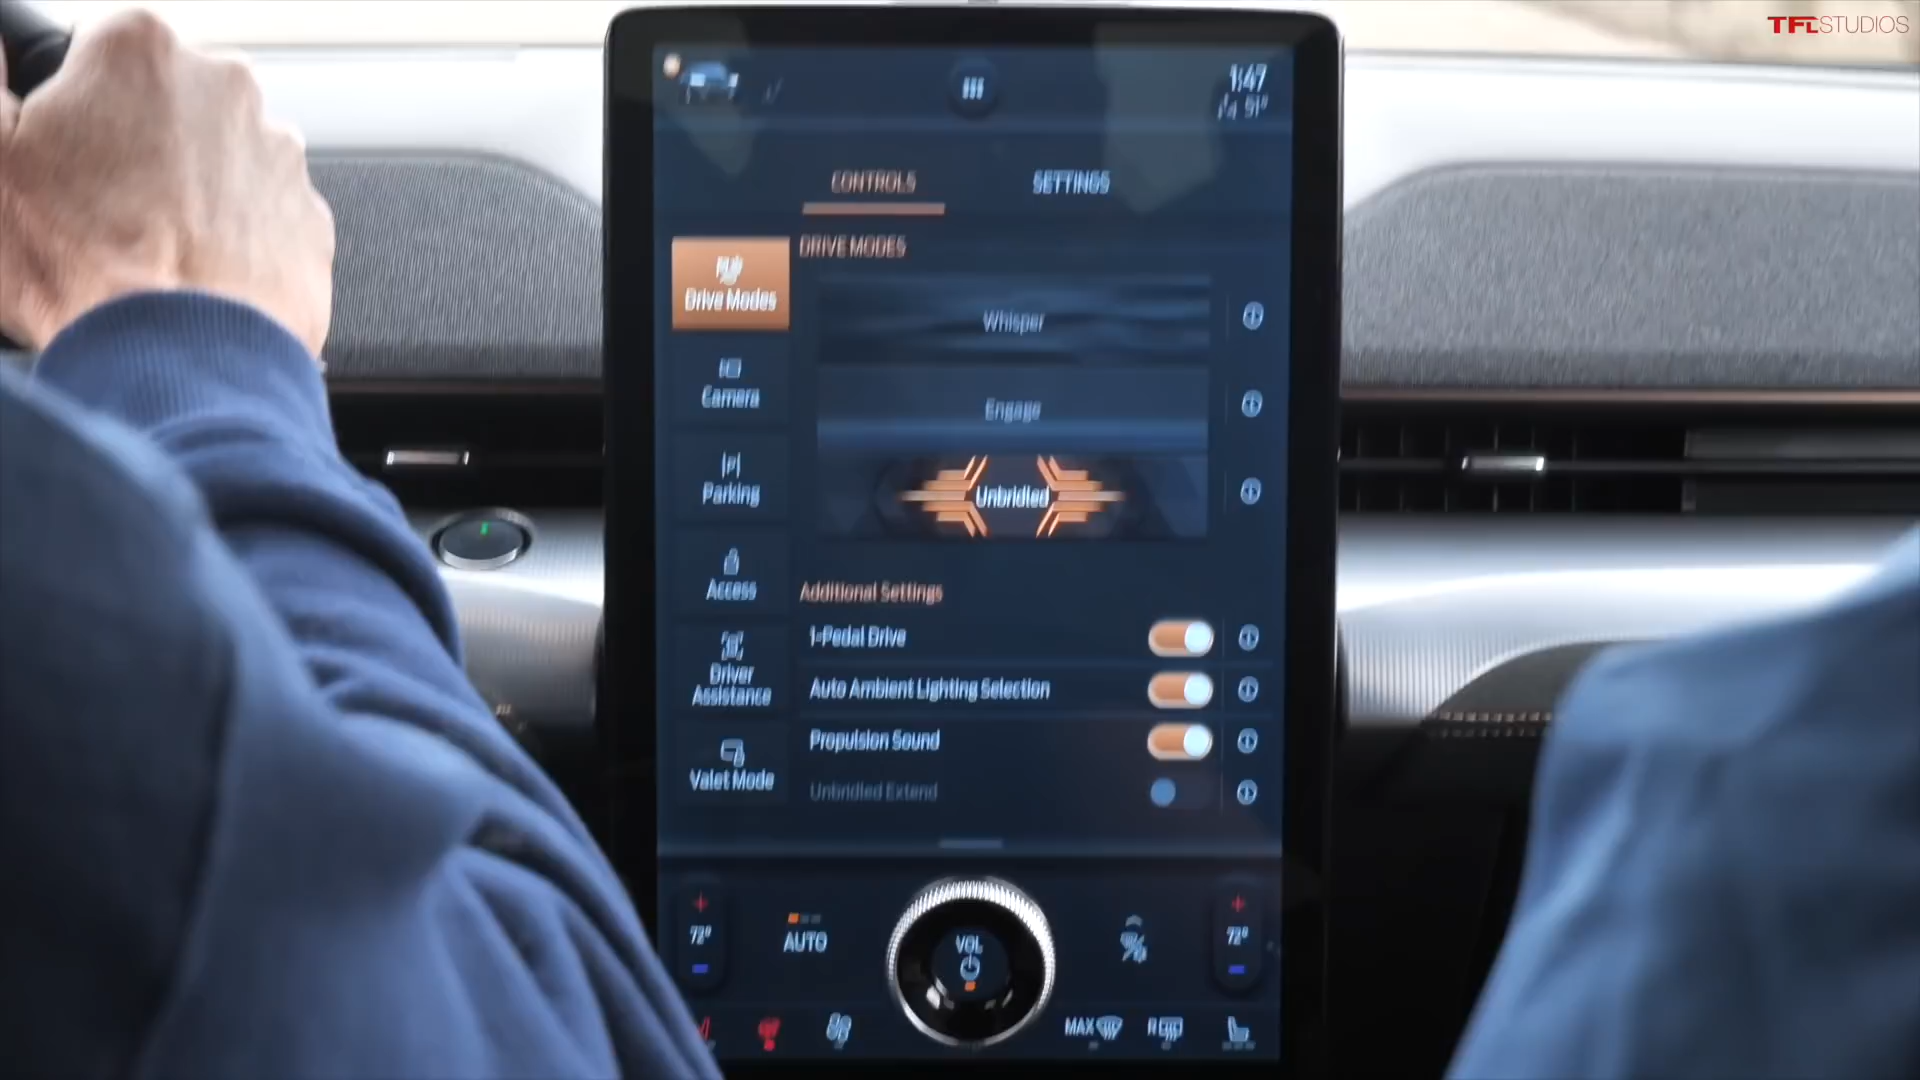 TFLSTUDIOS
1:47
51°
CONTROLS
SETTINGS
DRIVE MODES
Drive Modes
Whisper
Camera
Engage
Parking
Unbridled
Access
Additional Settings
1-Pedal Drive
Driver
Assistance
Auto Ambient Lighting Selection
Propulsion Sound
Valet Mode
Unbridled Extend
+
+
72°
AUTO
VOL
72°
MAX
R